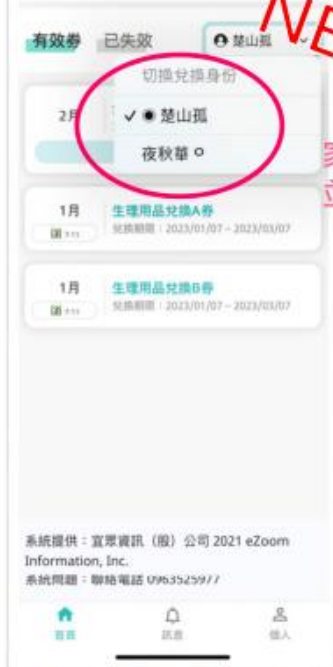 NE
有效券 已失效 楚山孤
切換兌換身份
2月 ✓ 楚山孤
夜秋華
1月 生理用品兌換A券
兌換期間：2023/01/07 – 2023/03/07
1月 生理用品兌換B券
兌換期間：2023/01/07 – 2023/03/07
系統提供：宜眾資訊（股）公司 2021 eZoom
Information, Inc.
系統問題：聯絡電話 0963525977
首頁 訊息 個人